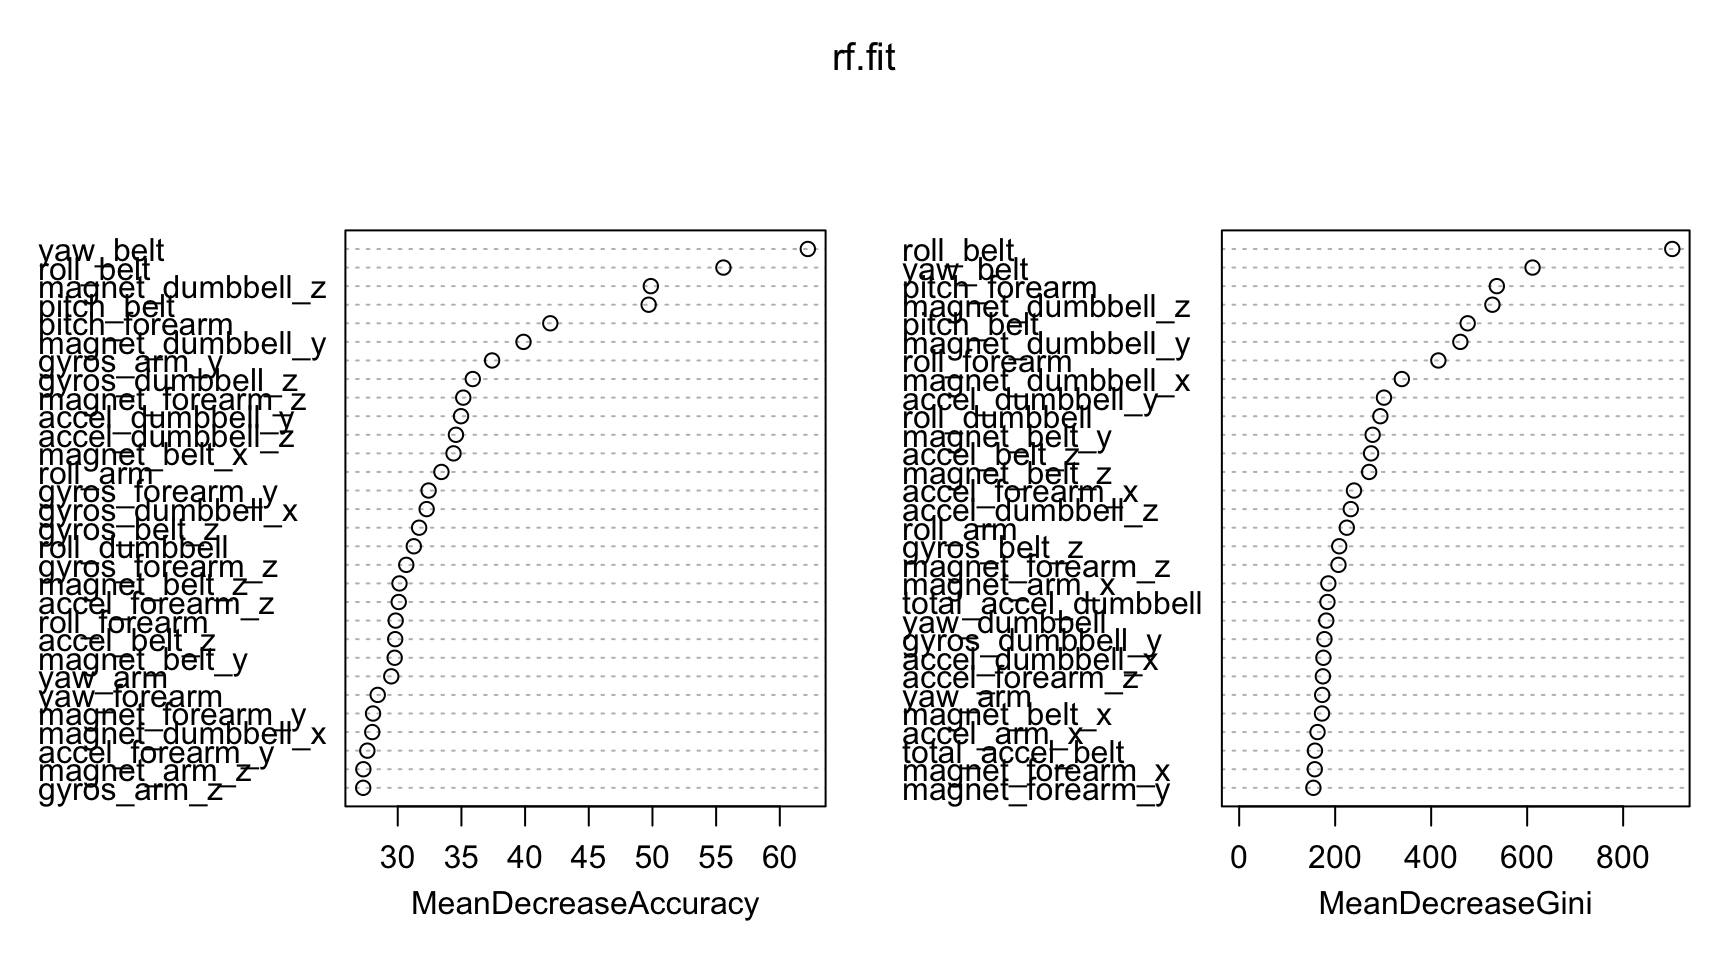 rf.fit
yaw_belt
roll_belt
magnet_dumbbell_z
pitch_belt
pitch_forearm
magnet_dumbbell_y
gyros_arm_y
gyros_dumbbell_z
magnet_forearm_z
accel_dumbbell_y
accel_dumbbell_z
magnet_belt_x
roll_arm
gyros_forearm_y
gyros_dumbbell_x
gyros_belt_z
roll_dumbbell
gyros_forearm_z
magnet_belt_z
accel_forearm_z
roll_forearm
accel_belt_z
magnet_belt_y
yaw_arm
yaw_forearm
magnet_forearm_y
magnet_dumbbell_x
accel_forearm_y
magnet_arm_z
gyros_arm_z
30 35 40 45 50 55 60
MeanDecreaseAccuracy
roll_belt
yaw_belt
pitch_forearm
magnet_dumbbell_z
pitch_belt
magnet_dumbbell_y
roll_forearm
magnet_dumbbell_x
accel_dumbbell_y
roll_dumbbell
magnet_belt_y
accel_belt_z
magnet_belt_z
accel_forearm_x
accel_dumbbell_z
roll_arm
gyros_belt_z
magnet_forearm_z
magnet_arm_x
total_accel_dumbbell
yaw_dumbbell
gyros_dumbbell_y
accel_dumbbell_x
accel_forearm_z
yaw_arm
magnet_belt_x
accel_arm_x
total_accel_belt
magnet_forearm_x
magnet_forearm_y
0 200 400 600 800
MeanDecreaseGini